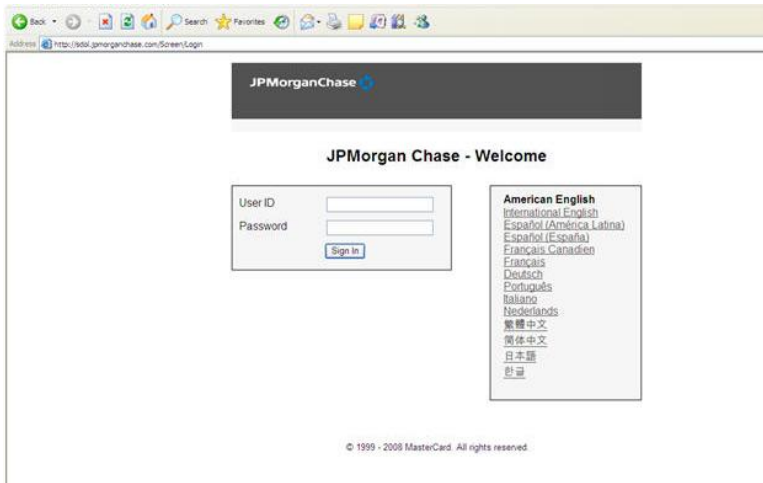 Back Search Favorites
Address http://sdol.jpmorganchase.com/Screen/Login
JPMorganChase
JPMorgan Chase - Welcome
User ID
Password
Sign In
American English
International English
Español (América Latina)
Español (España)
Français Canadien
Français
Deutsch
Português
Italiano
Nederlands
繁體中文
简体中文
日本語
한글
© 1999 - 2008 MasterCard. All rights reserved.